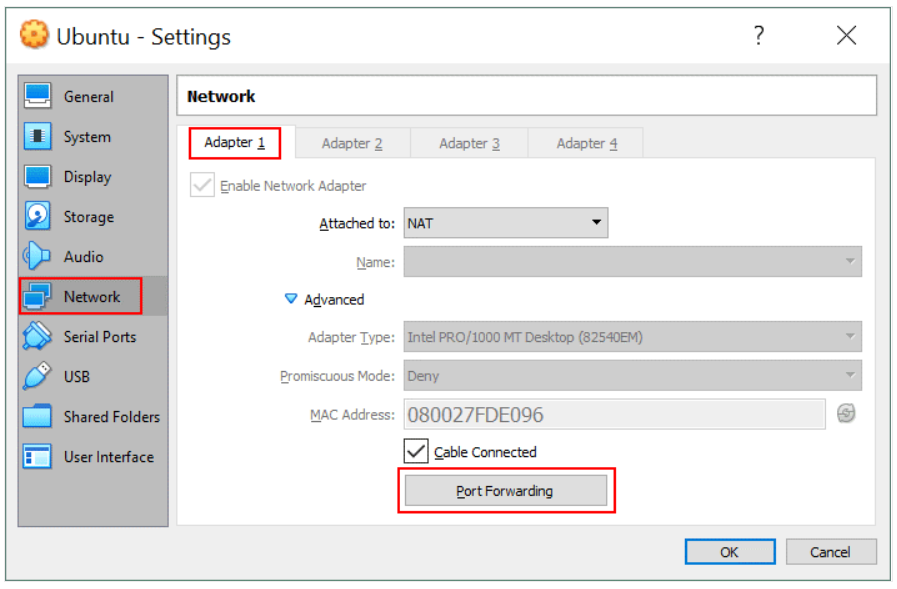 Ubuntu - Settings
?
General
System
Display
Storage
Audio
Network
Serial Ports
USB
Shared Folders
User Interface
Network
Adapter 1 Adapter 2 Adapter 3 Adapter 4
Enable Network Adapter
Attached to: NAT
Name:
Advanced
Adapter Type: Intel PRO/1000 MT Desktop (82540EM)
Promiscuous Mode: Deny
MAC Address: 080027FDE096
Cable Connected
Port Forwarding
OK Cancel